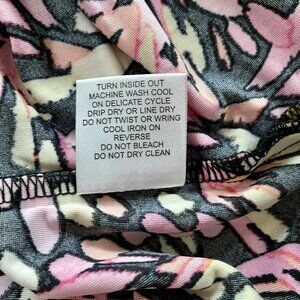 TURN INSIDE OUT
MACHINE WASH COOL
ON DELICATE CYCLE
DRIP DRY OR LINE DRY
DO NOT TWIST OR WRING
COOL IRON ON
REVERSE
DO NOT BLEACH
DO NOT DRY CLEAN